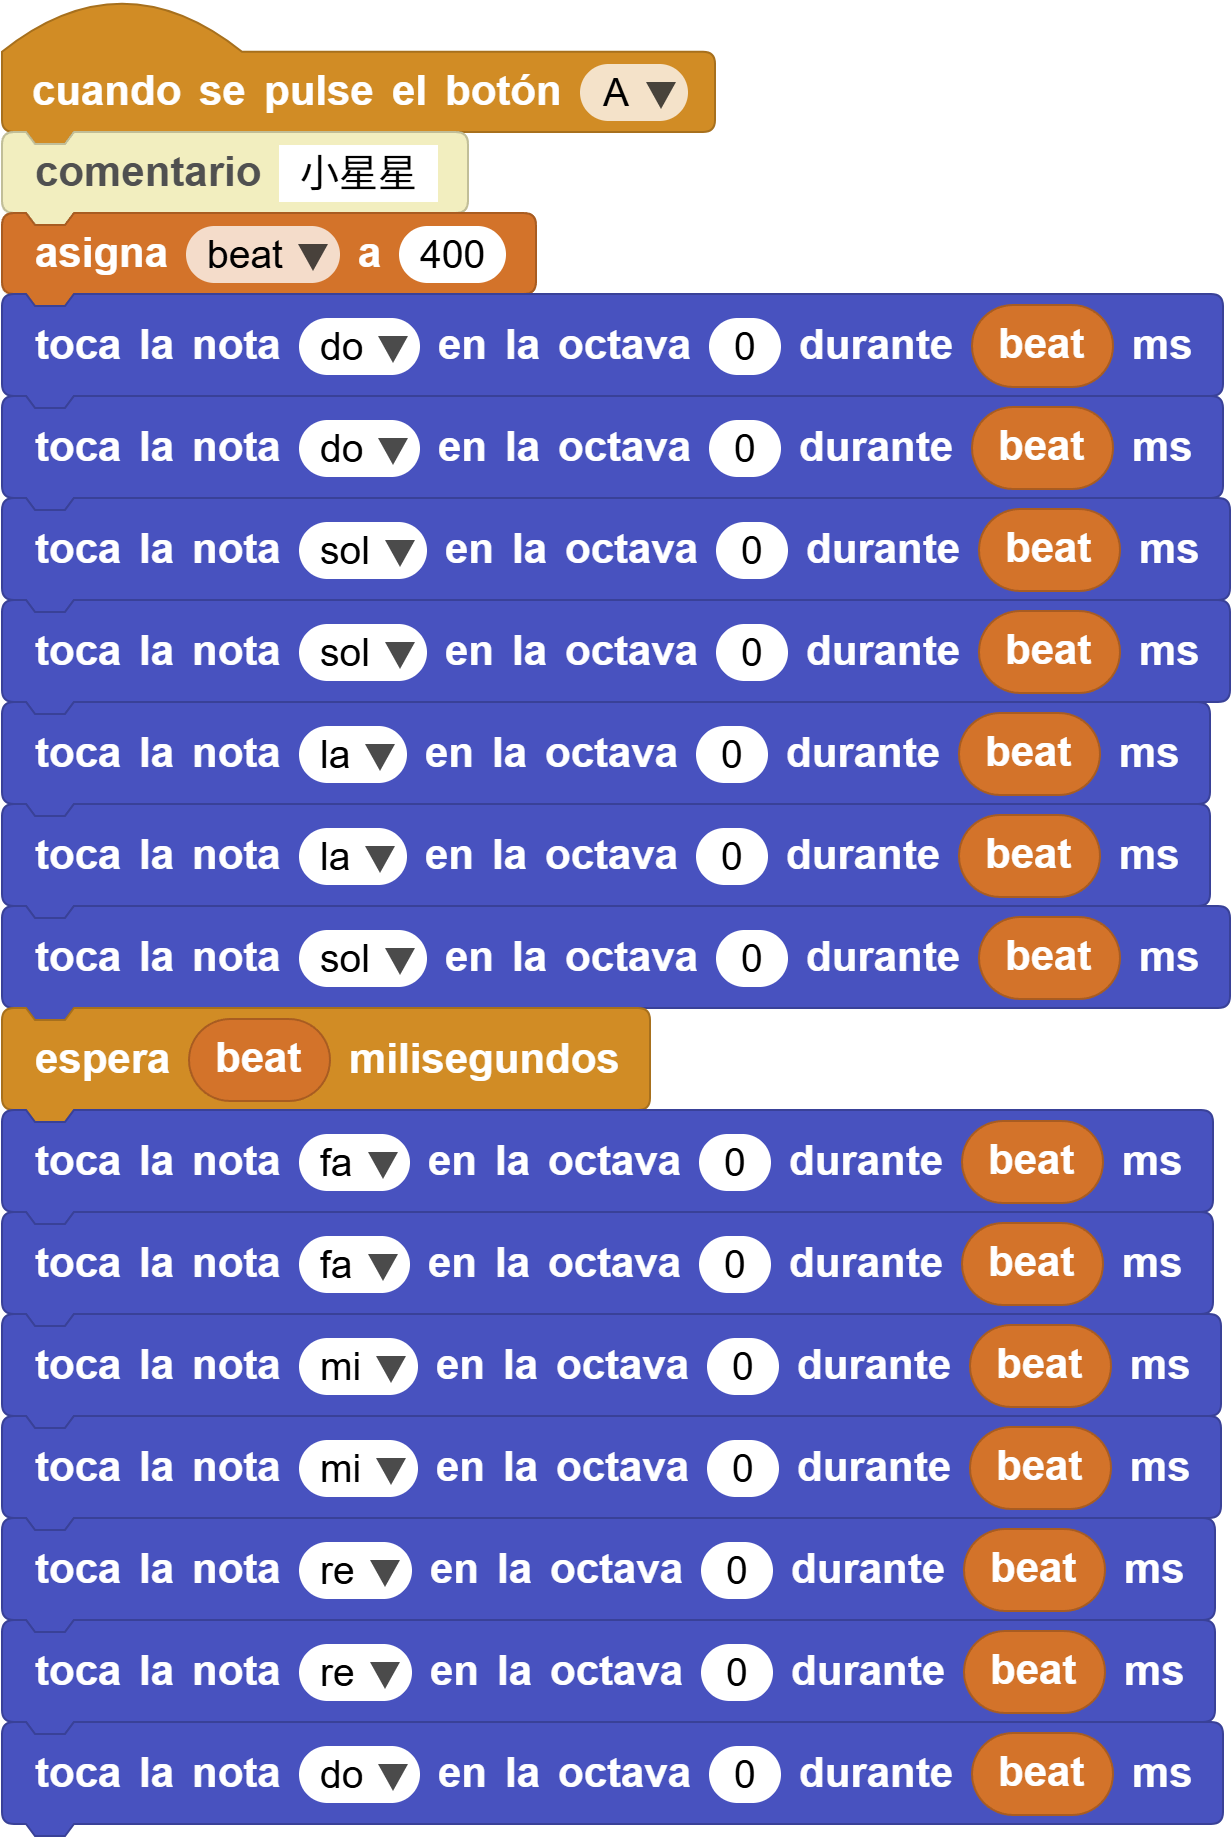 cuando se pulse el botón A
comentario 小星星
asigna beat a 400
toca la nota do en la octava 0 durante beat ms
toca la nota do en la octava 0 durante beat ms
toca la nota sol en la octava 0 durante beat ms
toca la nota sol en la octava 0 durante beat ms
toca la nota la en la octava 0 durante beat ms
toca la nota la en la octava 0 durante beat ms
toca la nota sol en la octava 0 durante beat ms
espera beat milisegundos
toca la nota fa en la octava 0 durante beat ms
toca la nota fa en la octava 0 durante beat ms
toca la nota mi en la octava 0 durante beat ms
toca la nota mi en la octava 0 durante beat ms
toca la nota re en la octava 0 durante beat ms
toca la nota re en la octava 0 durante beat ms
toca la nota do en la octava 0 durante beat ms